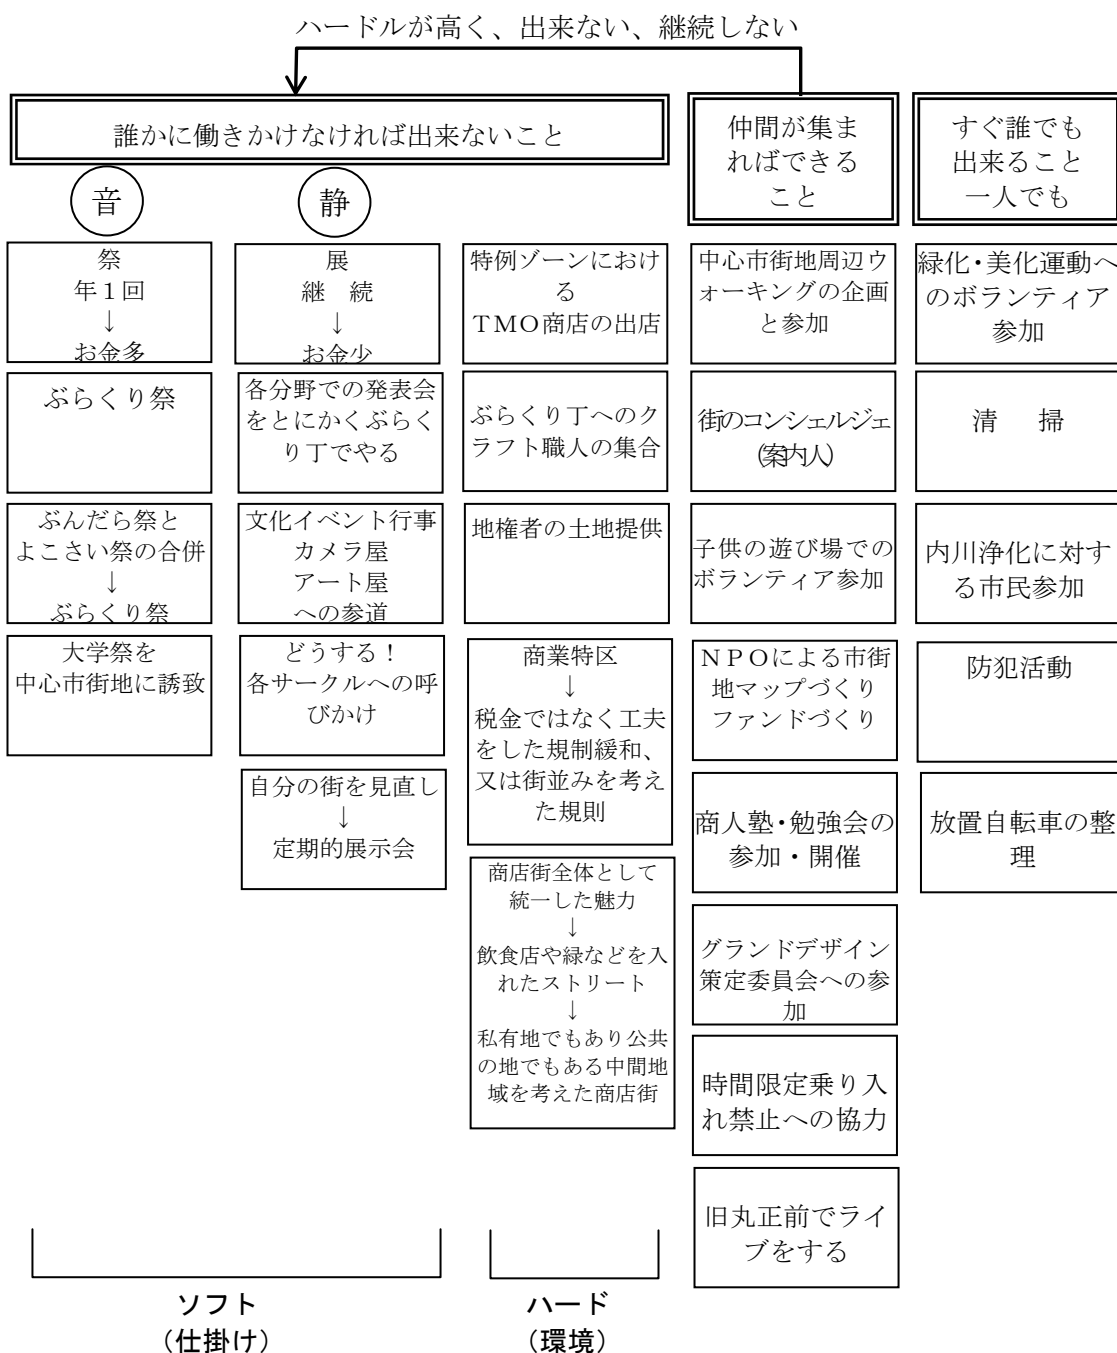 ハードルが高く、出来ない、継続しない
誰かに働きかけなければ出来ないこと
仲間が集ま
ればできる
こと
すぐ誰でも
出来ること
一人でも
音
静
祭
年１回
↓
お金多
ぶらくり祭
ぶんだら祭と
よこさい祭の合併
↓
ぶらくり祭
大学祭を
中心市街地に誘致
展
継　続
↓
お金少
各分野での発表会
をとにかくぶらく
り丁でやる
文化イベント行事
カメラ屋
アート屋
への参道
どうする！
各サークルへの呼
びかけ
自分の街を見直し
↓
定期的展示会
特例ゾーンにおけ
る
ＴＭＯ商店の出店
ぶらくり丁へのク
ラフト職人の集合
地権者の土地提供
商業特区
↓
税金ではなく工夫
をした規制緩和、
又は街並みを考え
た規則
商店街全体として
統一した魅力
↓
飲食店や緑などを入
れたストリート
↓
私有地でもあり公共
の地でもある中間地
域を考えた商店街
中心市街地周辺ウ
ォーキングの企画
と参加
街のコンシェルジェ
(案内人)
子供の遊び場での
ボランティア参加
ＮＰＯによる市街
地マップづくり
ファンドづくり
商人塾・勉強会の
参加・開催
グランドデザイン
策定委員会への参
加
時間限定乗り入
れ禁止への協力
旧丸正前でライ
ブをする
緑化・美化運動へ
のボランティア
参加
清　掃
内川浄化に対す
る市民参加
防犯活動
放置自転車の整
理
ソフト
（仕掛け）
ハード
（環境）